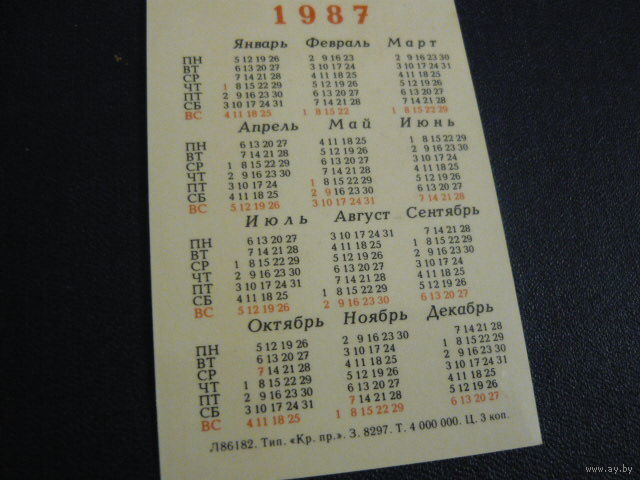 1987
Январь Февраль Март
ПН 5 12 19 26 2 9 16 23 2 9 16 23 30
ВТ 6 13 20 27 3 10 17 24 3 10 17 24 31
СР 7 14 21 28 4 11 18 25 4 11 18 25
ЧТ 1 8 15 22 29 5 12 19 26 5 12 19 26
ПТ 2 9 16 23 30 6 13 20 27 6 13 20 27
СБ 3 10 17 24 31 7 14 21 28 7 14 21 28
ВС 4 11 18 25 1 8 15 22 1 8 15 22 29
Апрель Май Июнь
ПН 6 13 20 27 4 11 18 25 1 8 15 22 29
ВТ 7 14 21 28 5 12 19 26 2 9 16 23 30
СР 1 8 15 22 29 6 13 20 27 3 10 17 24
ЧТ 2 9 16 23 30 7 14 21 28 4 11 18 25
ПТ 3 10 17 24 1 8 15 22 29 5 12 19 26
СБ 4 11 18 25 2 9 16 23 30 6 13 20 27
ВС 5 12 19 26 3 10 17 24 31 7 14 21 28
Июль Август Сентябрь
ПН 6 13 20 27 3 10 17 24 31 7 14 21 28
ВТ 7 14 21 28 4 11 18 25 1 8 15 22 29
СР 1 8 15 22 29 5 12 19 26 2 9 16 23 30
ЧТ 2 9 16 23 30 6 13 20 27 3 10 17 24
ПТ 3 10 17 24 31 7 14 21 28 4 11 18 25
СБ 4 11 18 25 1 8 15 22 29 5 12 19 26
ВС 5 12 19 26 2 9 16 23 30 6 13 20 27
Октябрь Ноябрь Декабрь
ПН 5 12 19 26 2 9 16 23 30 7 14 21 28
ВТ 6 13 20 27 3 10 17 24 1 8 15 22 29
СР 7 14 21 28 4 11 18 25 2 9 16 23 30
ЧТ 1 8 15 22 29 5 12 19 26 3 10 17 24 31
ПТ 2 9 16 23 30 6 13 20 27 4 11 18 25
СБ 3 10 17 24 31 7 14 21 28 5 12 19 26
ВС 4 11 18 25 1 8 15 22 29 6 13 20 27
Л86182. Тип. «Кр. пр.». З. 8297. Т. 4 000 000. Ц. 3 коп.
www.ay.by